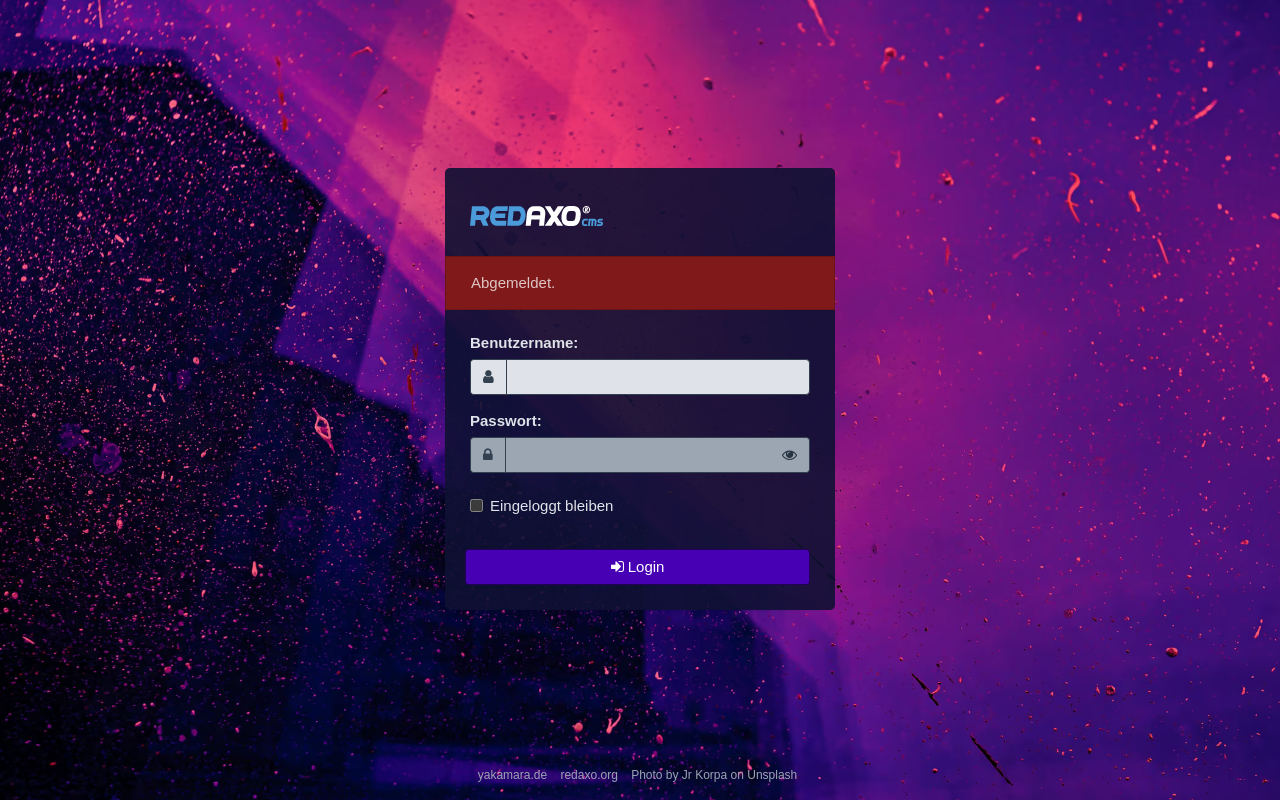 REDAXO® cms
Abgemeldet.
Benutzername:
Passwort:
Eingeloggt bleiben
Login
yakamara.de redaxo.org Photo by Jr Korpa on Unsplash